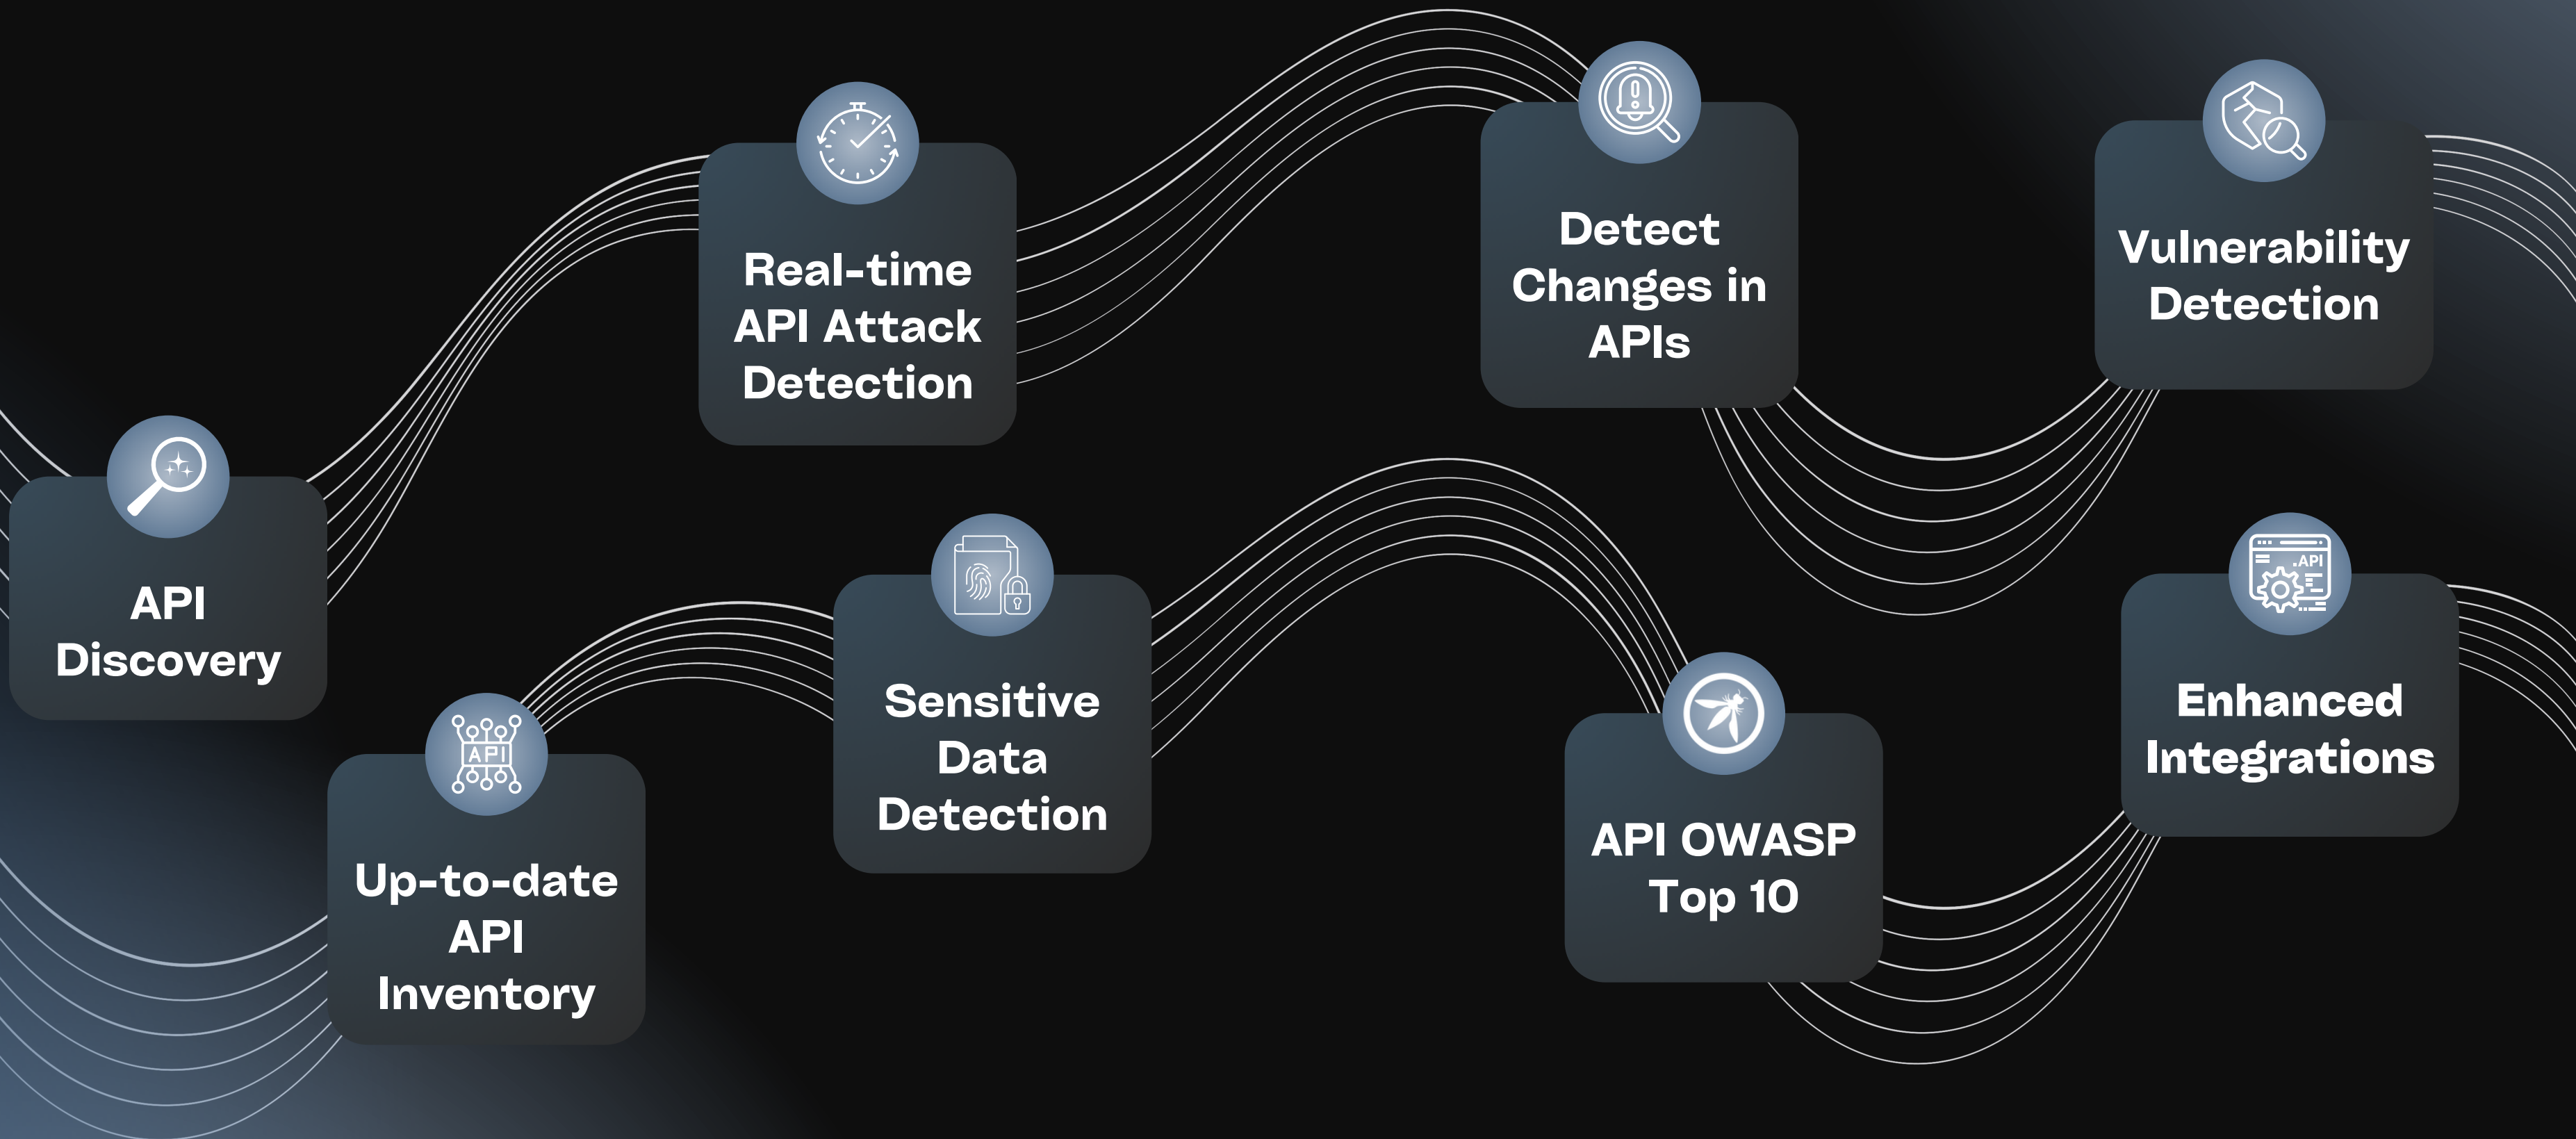 API
Discovery
Real-time
API Attack
Detection
Detect
Changes in
APIs
Vulnerability
Detection
API
Up-to-date
API
Inventory
Sensitive
Data
Detection
API OWASP
Top 10
.API
Enhanced
Integrations